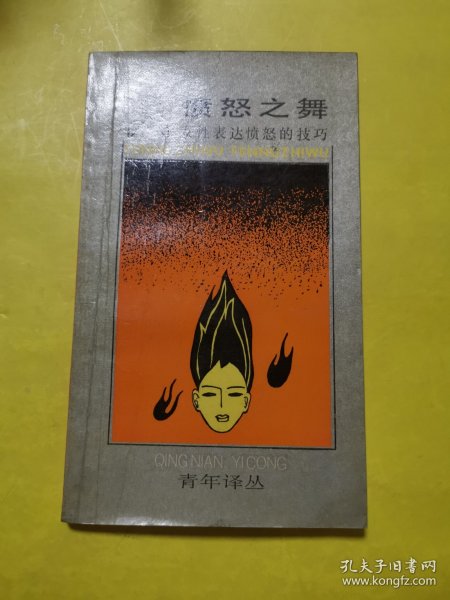 愤怒之舞
女性表达愤怒的技巧
QING NIAN YI CONG
青年译丛
孔夫子旧书网
www.kongfz.com